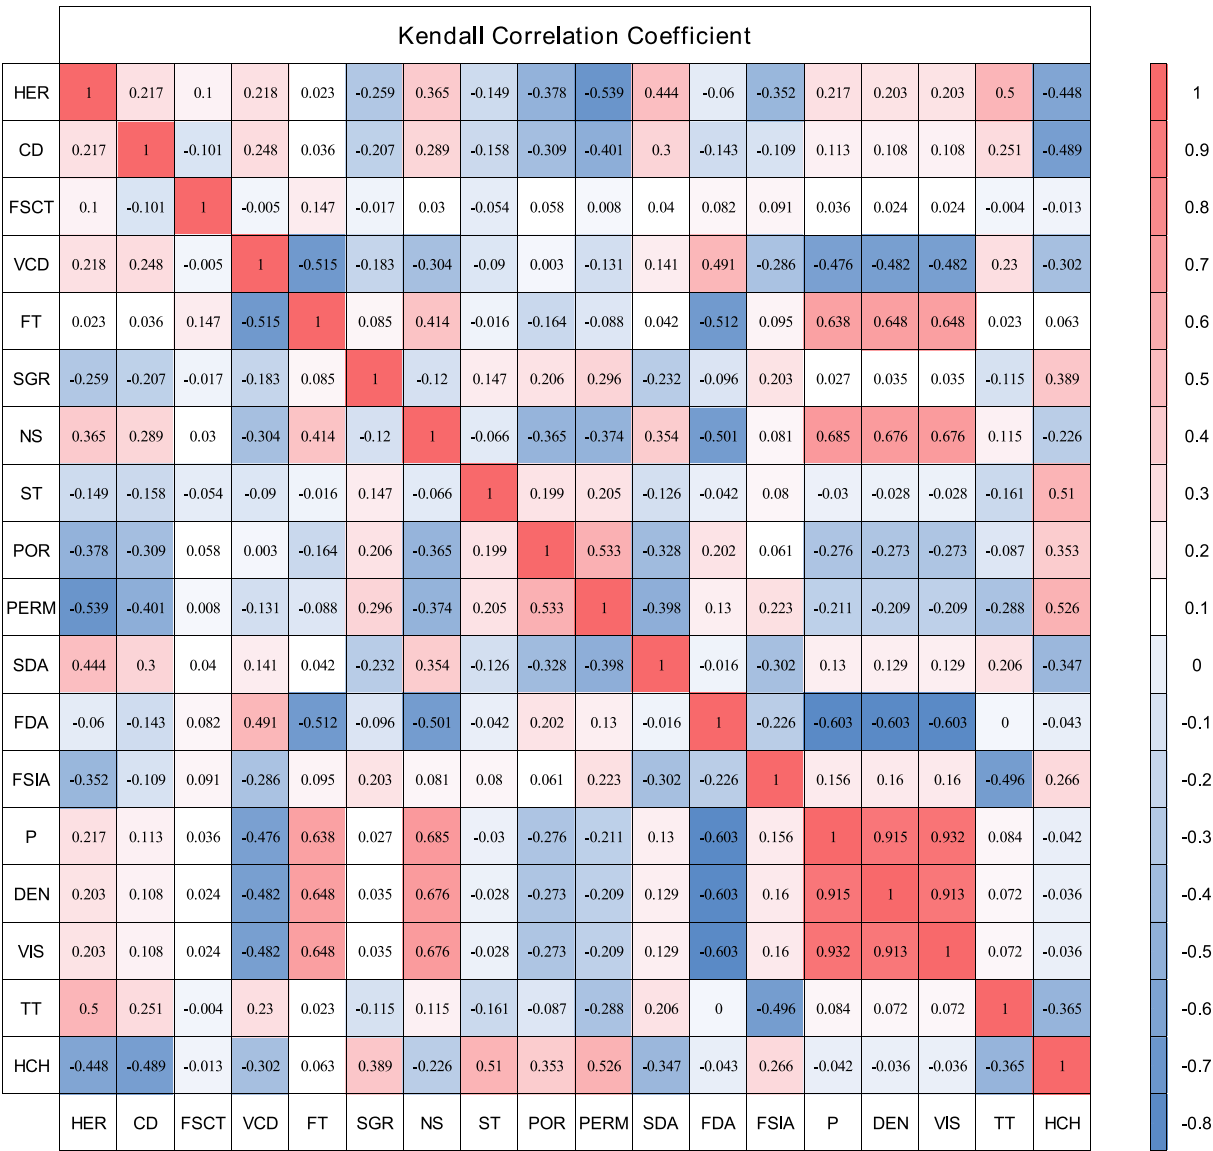 Kendall Correlation Coefficient
HER 1 0.217 0.1 0.218 0.023 -0.259 0.365 -0.149 -0.378 -0.539 0.444 -0.06 -0.352 0.217 0.203 0.203 0.5 -0.448 1
CD 0.217 1 -0.101 0.248 0.036 -0.207 0.289 -0.158 -0.309 -0.401 0.3 -0.143 -0.109 0.113 0.108 0.108 0.251 -0.489 0.9
FSCT 0.1 -0.101 1 -0.005 0.147 -0.017 0.03 -0.054 0.058 0.008 0.04 0.082 0.091 0.036 0.024 0.024 -0.004 -0.013 0.8
VCD 0.218 0.248 -0.005 1 -0.515 -0.183 -0.304 -0.09 0.003 -0.131 0.141 0.491 -0.286 -0.476 -0.482 -0.482 0.23 -0.302 0.7
FT 0.023 0.036 0.147 -0.515 1 0.085 0.414 -0.016 -0.164 -0.088 0.042 -0.512 0.095 0.638 0.648 0.648 0.023 0.063 0.6
SGR -0.259 -0.207 -0.017 -0.183 0.085 1 -0.12 0.147 0.206 0.296 -0.232 -0.096 0.203 0.027 0.035 0.035 -0.115 0.389 0.5
NS 0.365 0.289 0.03 -0.304 0.414 -0.12 1 -0.066 -0.365 -0.374 0.354 -0.501 0.081 0.685 0.676 0.676 0.115 -0.226 0.4
ST -0.149 -0.158 -0.054 -0.09 -0.016 0.147 -0.066 1 0.199 0.205 -0.126 -0.042 0.08 -0.03 -0.028 -0.028 -0.161 0.51 0.3
POR -0.378 -0.309 0.058 0.003 -0.164 0.206 -0.365 0.199 1 0.533 -0.328 0.202 0.061 -0.276 -0.273 -0.273 -0.087 0.353 0.2
PERM -0.539 -0.401 0.008 -0.131 -0.088 0.296 -0.374 0.205 0.533 1 -0.398 0.13 0.223 -0.211 -0.209 -0.209 -0.288 0.526 0.1
SDA 0.444 0.3 0.04 0.141 0.042 -0.232 0.354 -0.126 -0.328 -0.398 1 -0.016 -0.302 0.13 0.129 0.129 0.206 -0.347 0
FDA -0.06 -0.143 0.082 0.491 -0.512 -0.096 -0.501 -0.042 0.202 0.13 -0.016 1 -0.226 -0.603 -0.603 -0.603 0 -0.043 -0.1
FSIA -0.352 -0.109 0.091 -0.286 0.095 0.203 0.081 0.08 0.061 0.223 -0.302 -0.226 1 0.156 0.16 0.16 -0.496 0.266 -0.2
P 0.217 0.113 0.036 -0.476 0.638 0.027 0.685 -0.03 -0.276 -0.211 0.13 -0.603 0.156 1 0.915 0.932 0.084 -0.042 -0.3
DEN 0.203 0.108 0.024 -0.482 0.648 0.035 0.676 -0.028 -0.273 -0.209 0.129 -0.603 0.16 0.915 1 0.913 0.072 -0.036 -0.4
VIS 0.203 0.108 0.024 -0.482 0.648 0.035 0.676 -0.028 -0.273 -0.209 0.129 -0.603 0.16 0.932 0.913 1 0.072 -0.036 -0.5
TT 0.5 0.251 -0.004 0.23 0.023 -0.115 0.115 -0.161 -0.087 -0.288 0.206 0 -0.496 0.084 0.072 0.072 1 -0.365 -0.6
HCH -0.448 -0.489 -0.013 -0.302 0.063 0.389 -0.226 0.51 0.353 0.526 -0.347 -0.043 0.266 -0.042 -0.036 -0.036 -0.365 1 -0.7
HER CD FSCT VCD FT SGR NS ST POR PERM SDA FDA FSIA P DEN VIS TT HCH -0.8